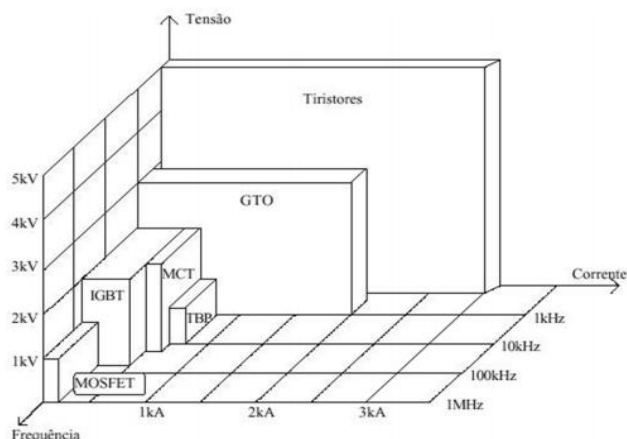 Tensão
Tiristores
5kV
4kV
3kV
2kV
1kV
GTO
MCT
IGBT
TBP
MOSFET
Corrente
1kHz
10kHz
100kHz
1MHz
1kA
2kA
3kA
Frequência